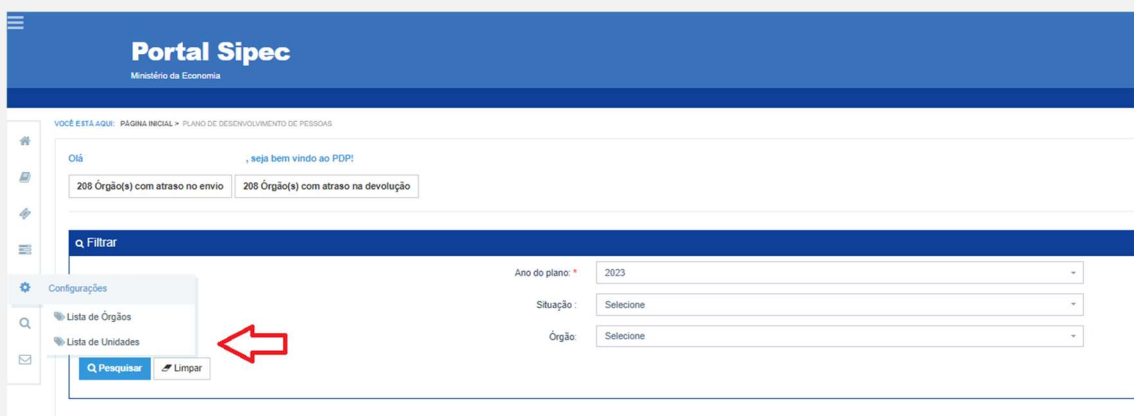 Portal Sipec
Ministério da Economia
VOCÊ ESTÁ AQUI: PÁGINA INICIAL > PLANO DE DESENVOLVIMENTO DE PESSOAS
Olá , seja bem vindo ao PDP!
208 Órgão(s) com atraso no envio 208 Órgão(s) com atraso na devolução
Filtrar
Ano do plano: * 2023
Configurações
Situação : Selecione
Lista de Órgãos
Órgão: Selecione
Lista de Unidades
Pesquisar Limpar